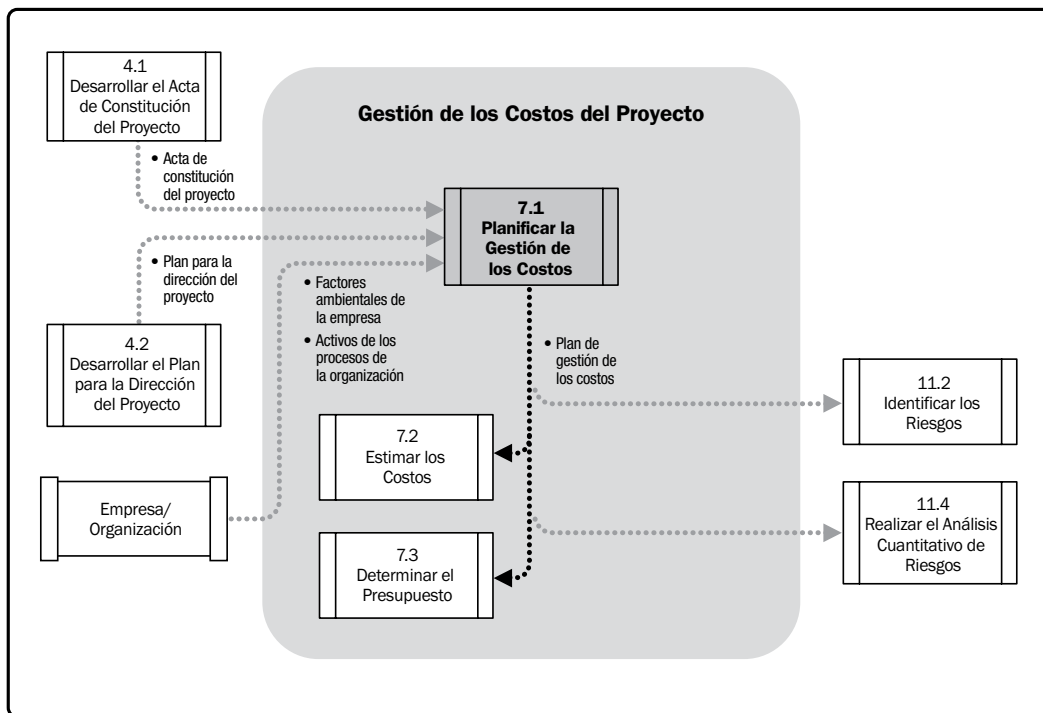 4.1
Desarrollar el Acta
de Constitución
del Proyecto
Gestión de los Costos del Proyecto
• Acta de
constitución
del proyecto
7.1
Planificar la
Gestión de
los Costos
• Plan para la
dirección del
proyecto
• Factores
ambientales de
la empresa
• Activos de los
procesos de
la organización
4.2
Desarrollar el Plan
para la Dirección
del Proyecto
• Plan de
gestión de
los costos
11.2
Identificar los
Riesgos
7.2
Estimar los
Costos
Empresa/
Organización
11.4
Realizar el Análisis
Cuantitativo de
Riesgos
7.3
Determinar el
Presupuesto